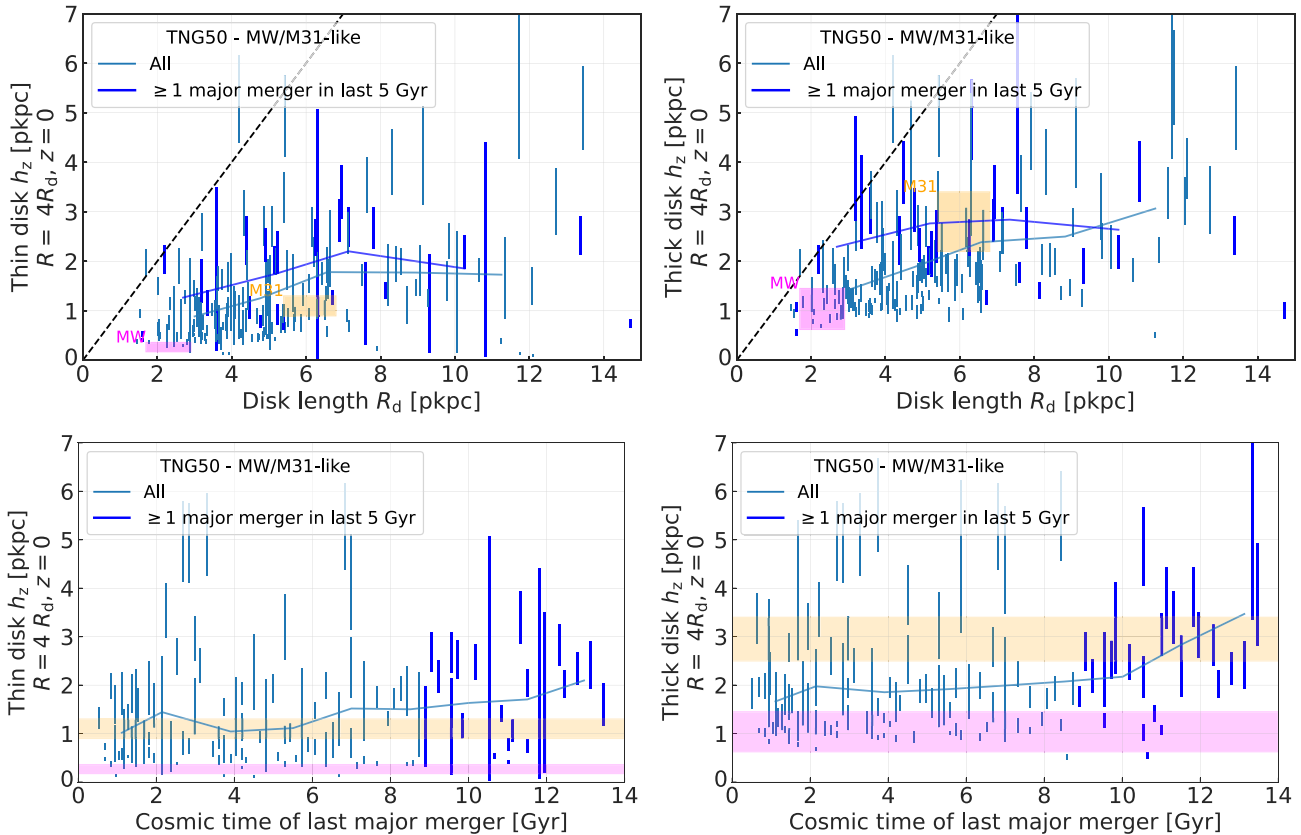 TNG50 - MW/M31-like
All
≥ 1 major merger in last 5 Gyr
M31
MW
Thin disk h_z [pkpc]
R = 4R_d, z = 0
7
6
5
4
3
2
1
0
0 2 4 6 8 10 12 14
Disk length R_d [pkpc]
TNG50 - MW/M31-like
All
≥ 1 major merger in last 5 Gyr
M31
MW
Thick disk h_z [pkpc]
R = 4R_d, z = 0
7
6
5
4
3
2
1
0
0 2 4 6 8 10 12 14
Disk length R_d [pkpc]
TNG50 - MW/M31-like
All
≥ 1 major merger in last 5 Gyr
Thin disk h_z [pkpc]
R = 4 R_d, z = 0
7
6
5
4
3
2
1
0
0 2 4 6 8 10 12 14
Cosmic time of last major merger [Gyr]
TNG50 - MW/M31-like
All
≥ 1 major merger in last 5 Gyr
Thick disk h_z [pkpc]
R = 4R_d, z = 0
7
6
5
4
3
2
1
0
0 2 4 6 8 10 12 14
Cosmic time of last major merger [Gyr]